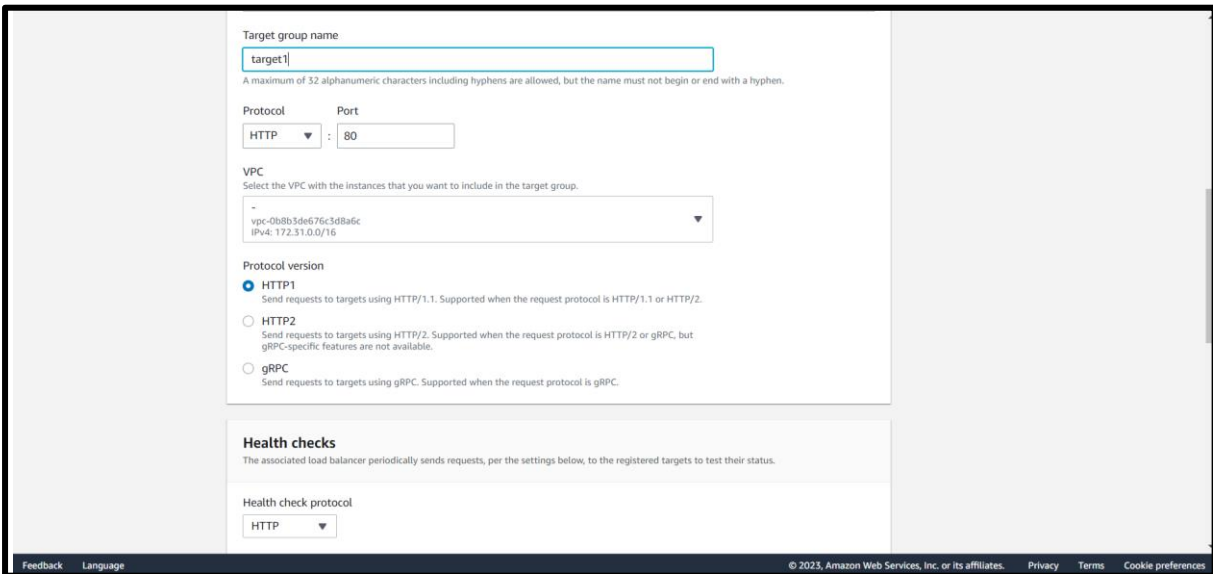 Target group name
target1
A maximum of 32 alphanumeric characters including hyphens are allowed, but the name must not begin or end with a hyphen.
Protocol Port
HTTP : 80
VPC
Select the VPC with the instances that you want to include in the target group.
-
vpc-0b8b3de676c3d8a6c
IPv4: 172.31.0.0/16
Protocol version
HTTP1
Send requests to targets using HTTP/1.1. Supported when the request protocol is HTTP/1.1 or HTTP/2.
HTTP2
Send requests to targets using HTTP/2. Supported when the request protocol is HTTP/2 or gRPC, but
gRPC-specific features are not available.
gRPC
Send requests to targets using gRPC. Supported when the request protocol is gRPC.
Health checks
The associated load balancer periodically sends requests, per the settings below, to the registered targets to test their status.
Health check protocol
HTTP
Feedback Language © 2023, Amazon Web Services, Inc. or its affiliates. Privacy Terms Cookie preferences